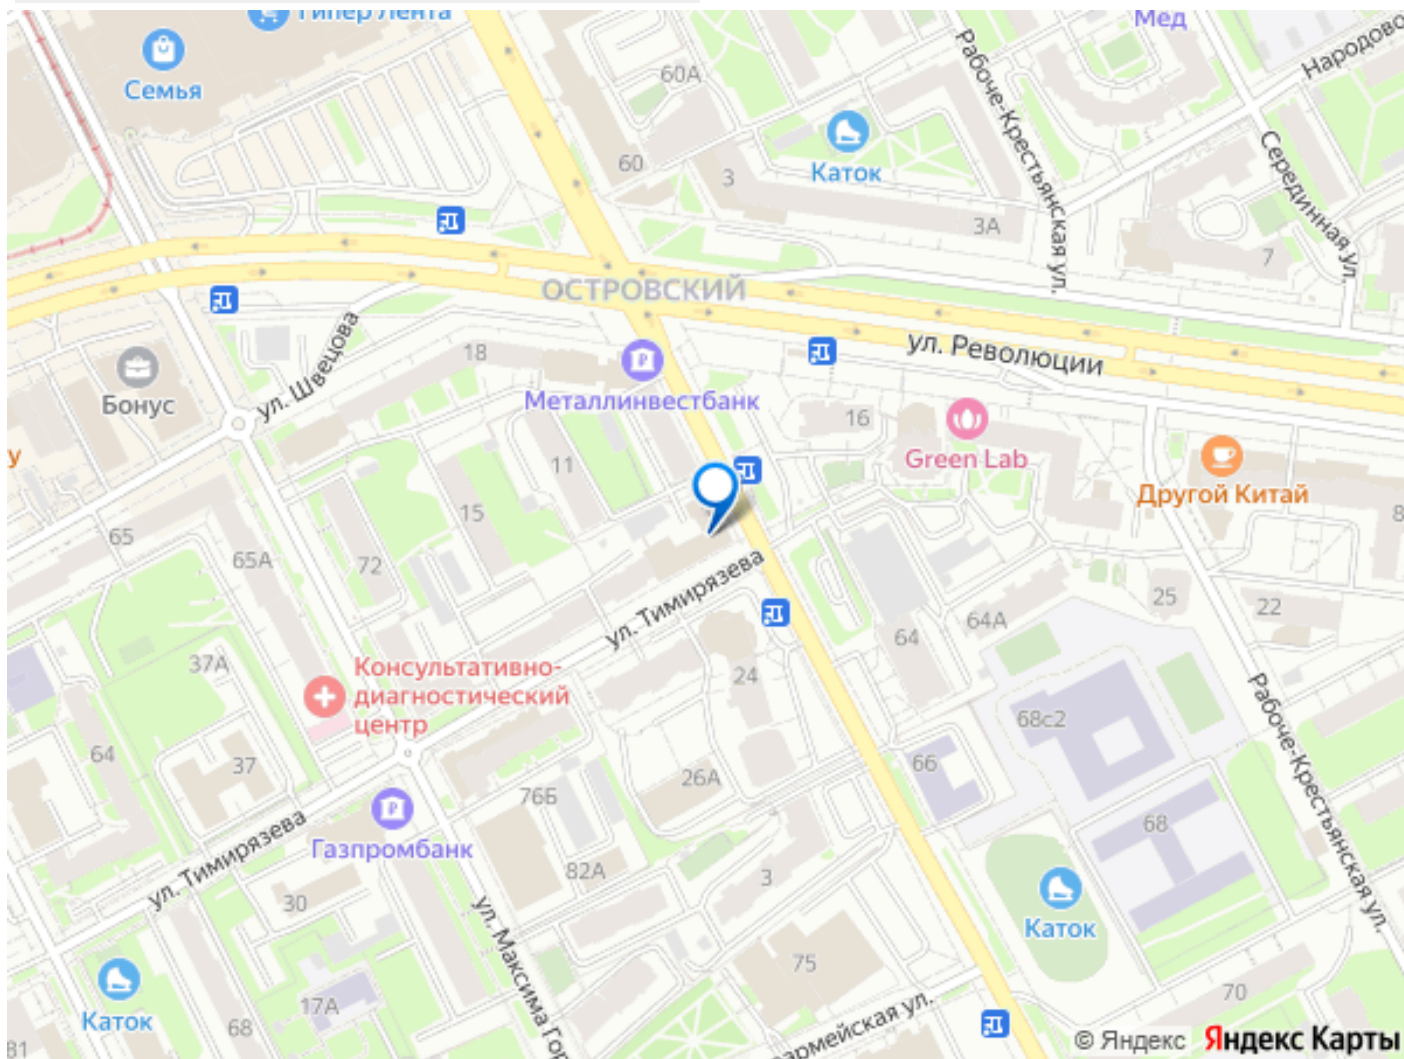 Гипер Лента
Мед
Народово
Семья
60А
Рабоче-Крестьянская ул.
Каток
60
3
Серединная ул.
3А
7
ОСТРОВСКИЙ
ул. Революции
ул. Швецова
18
Металлинвестбанк
Бонус
16
Green Lab
Другой Китай
у
11
15
8
65
65А
72
ул. Тимирязева
25
22
64А
64
37А
Консультативно-
диагностический
центр
24
Рабоче-Крестьянская ул.
68с2
64
37
66
26А
76Б
68
Газпромбанк
ул. Тимирязева
82А
3
30
ул. Максима Гор
Каток
75
17А
70
Каток
68
армейская ул.
31
© Яндекс Яндекс Карты